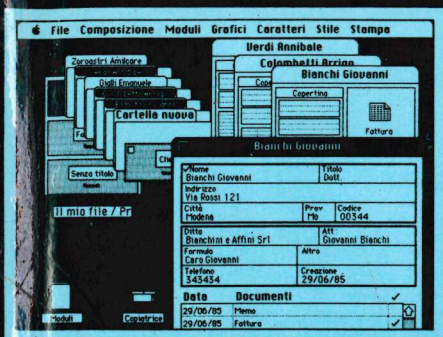 File Composizione Moduli Grafici Caratteri Stile Stampa
Verdi Annibale
Zoroastri Amilcare
Colombetti Arrigo
Gialli Emanuele
Bianchi Giovanni
Copertina
Cartella nuova
Fattura
Senza titolo
Bianchi Giovanni
✓Nome
Titolo
Bianchi Giovanni
Dott.
Indirizzo
Via Rossi 121
Città
Prov
Codice
Modena
Mo
00344
Il mio file / Pr
Ditta
Att
Bianchini e Affini Srl
Giovanni Bianchi
Formula
Altro
Caro Giovanni
Telefono
Creazione
343434
29/06/85
Data Documenti ✓
29/06/85 Memo
29/06/85 Fattura ✓
Moduli
Copiatrice